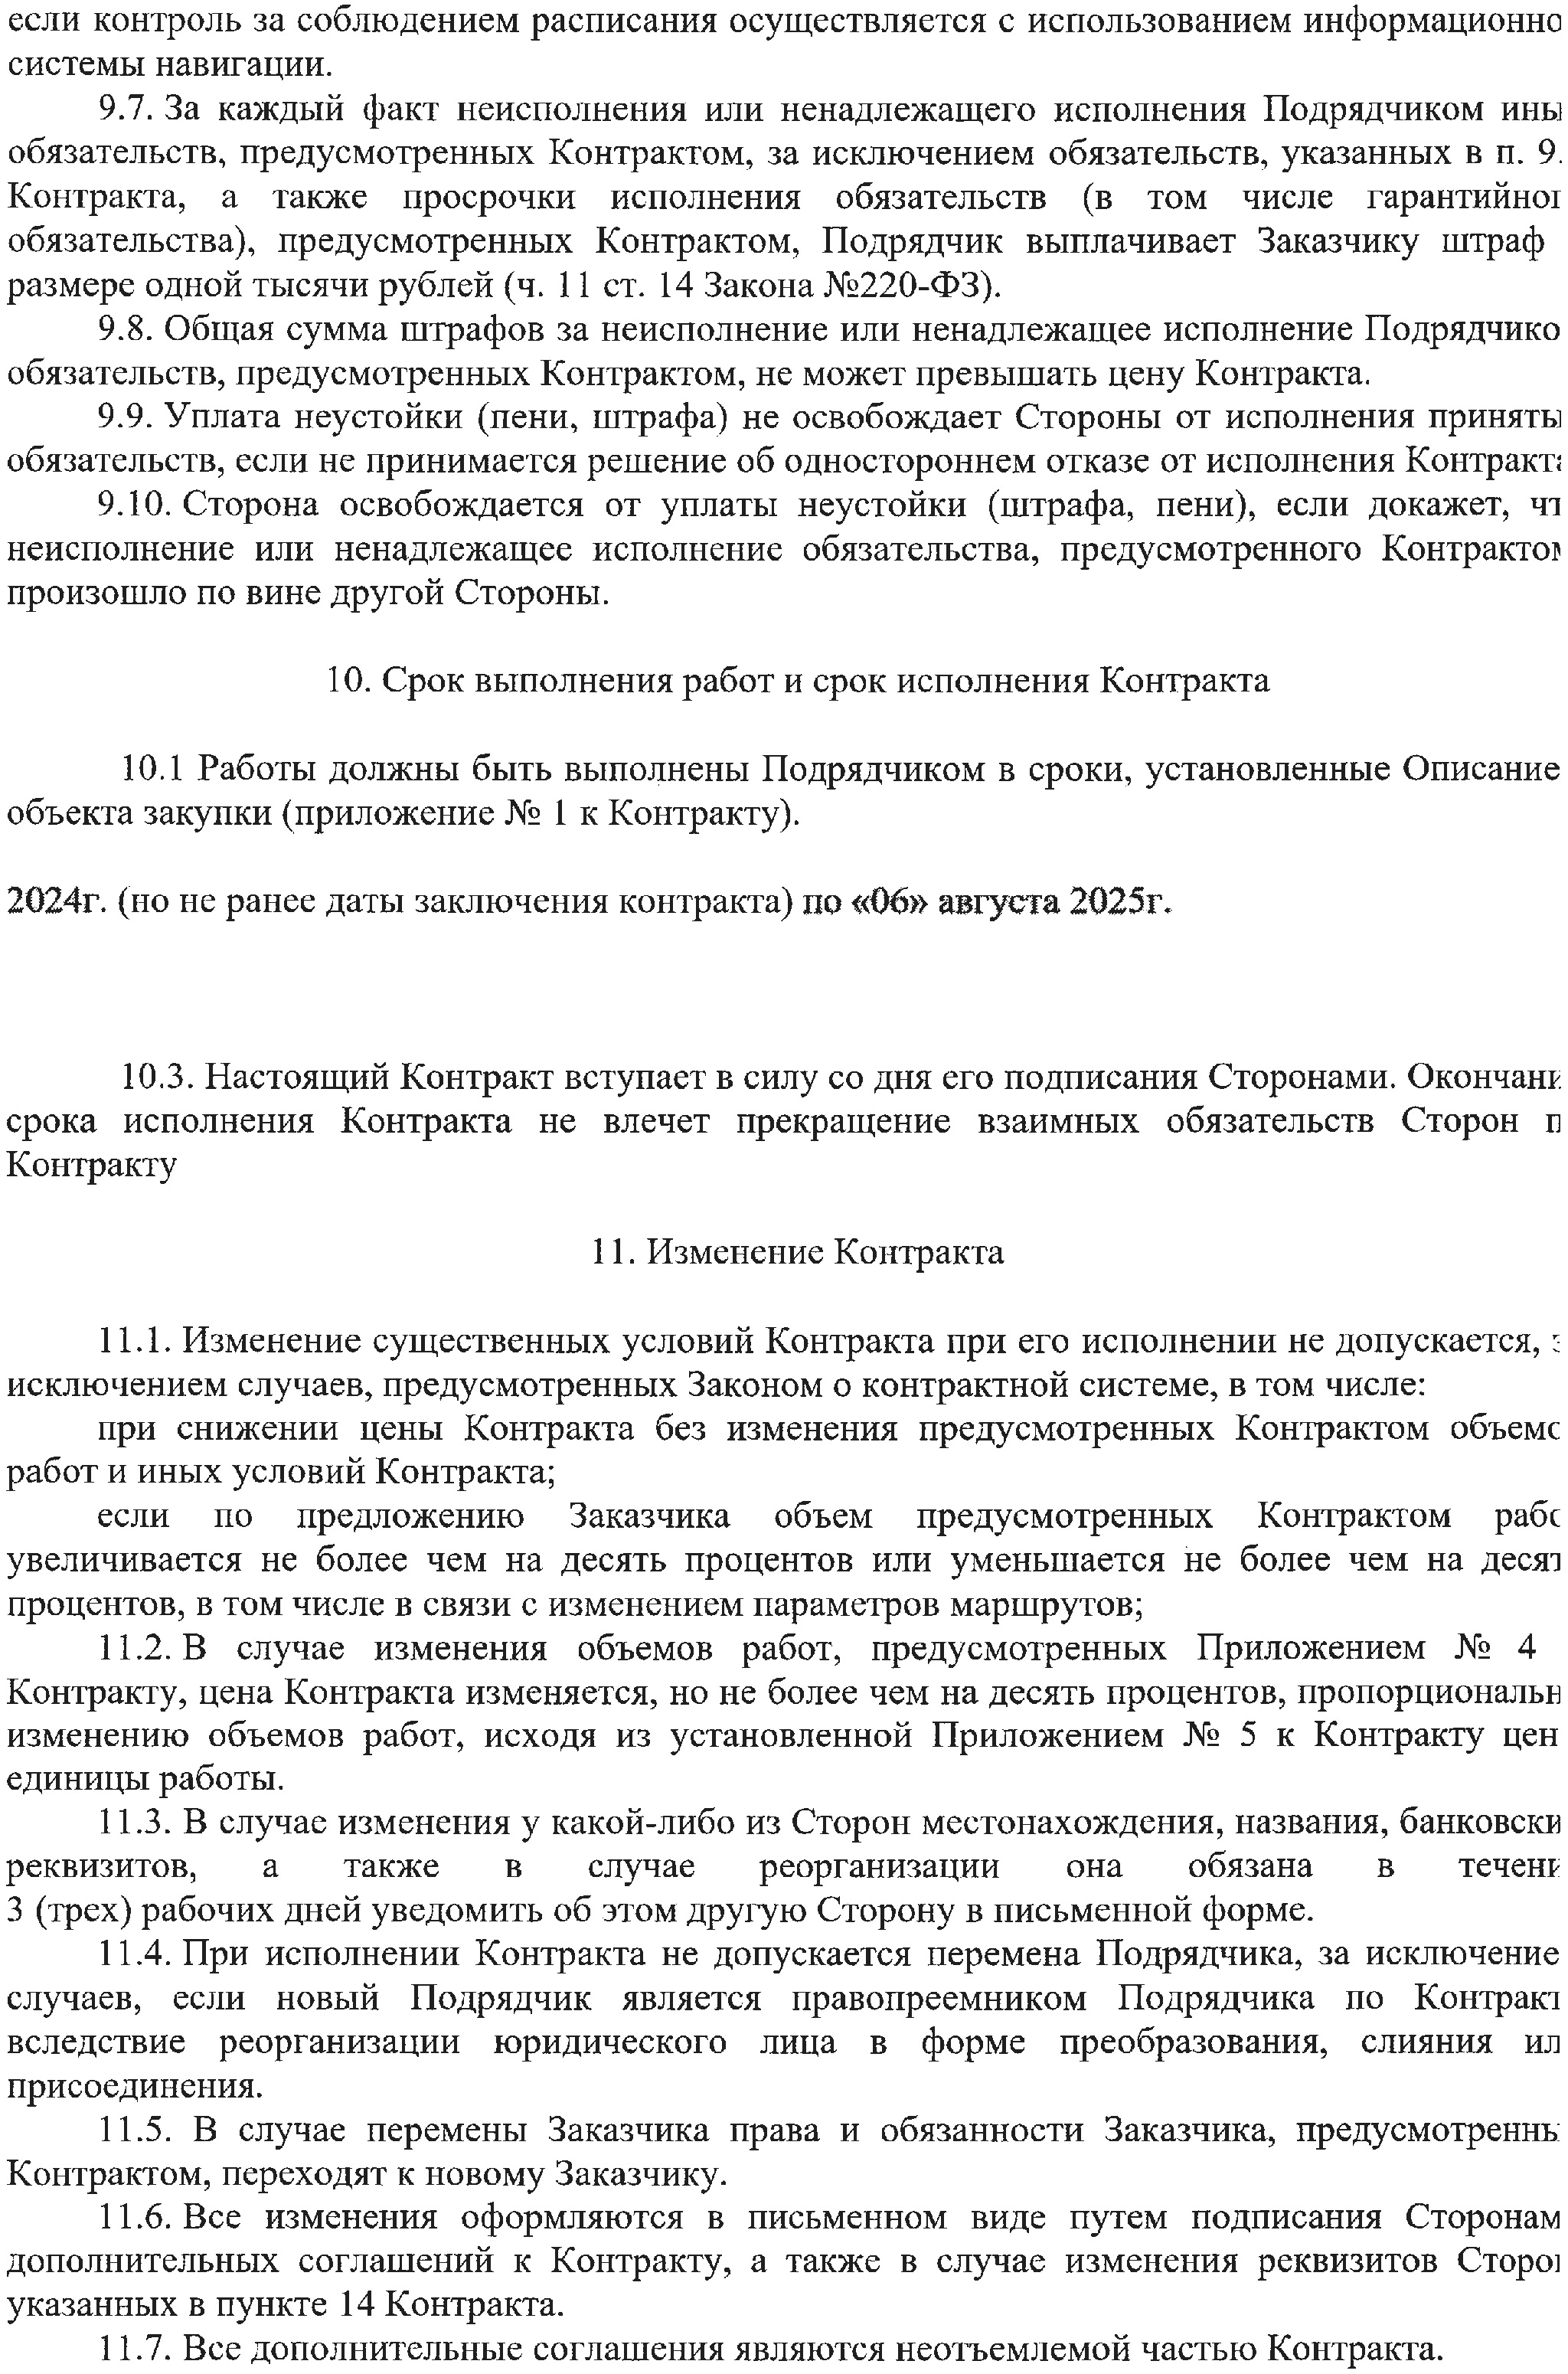 если контроль за соблюдением расписания осуществляется с использованием информационно
системы навигации.
9.7. За каждый факт неисполнения или ненадлежащего исполнения Подрядчиком ины
обязательств, предусмотренных Контрактом, за исключением обязательств, указанных в п. 9.
Контракта, а также просрочки исполнения обязательств (в том числе гарантийног
обязательства), предусмотренных Контрактом, Подрядчик выплачивает Заказчику штраф
размере одной тысячи рублей (ч. 11 ст. 14 Закона №220-ФЗ).
9.8. Общая сумма штрафов за неисполнение или ненадлежащее исполнение Подрядчико
обязательств, предусмотренных Контрактом, не может превышать цену Контракта.
9.9. Уплата неустойки (пени, штрафа) не освобождает Стороны от исполнения приняты
обязательств, если не принимается решение об одностороннем отказе от исполнения Контракта
9.10. Сторона освобождается от уплаты неустойки (штрафа, пени), если докажет, чт
неисполнение или ненадлежащее исполнение обязательства, предусмотренного Контрактом
произошло по вине другой Стороны.
10. Срок выполнения работ и срок исполнения Контракта
10.1 Работы должны быть выполнены Подрядчиком в сроки, установленные Описание
объекта закупки (приложение № 1 к Контракту).
2024г. (но не ранее даты заключения контракта) по «06» августа 2025г.
10.3. Настоящий Контракт вступает в силу со дня его подписания Сторонами. Окончани
срока исполнения Контракта не влечет прекращение взаимных обязательств Сторон п
Контракту
11. Изменение Контракта
11.1. Изменение существенных условий Контракта при его исполнении не допускается, з
исключением случаев, предусмотренных Законом о контрактной системе, в том числе:
при снижении цены Контракта без изменения предусмотренных Контрактом объемо
работ и иных условий Контракта;
если по предложению Заказчика объем предусмотренных Контрактом рабо
увеличивается не более чем на десять процентов или уменьшается не более чем на десят
процентов, в том числе в связи с изменением параметров маршрутов;
11.2. В случае изменения объемов работ, предусмотренных Приложением № 4
Контракту, цена Контракта изменяется, но не более чем на десять процентов, пропорциональн
изменению объемов работ, исходя из установленной Приложением № 5 к Контракту цен
единицы работы.
11.3. В случае изменения у какой-либо из Сторон местонахождения, названия, банковски
реквизитов, а также в случае реорганизации она обязана в течени
3 (трех) рабочих дней уведомить об этом другую Сторону в письменной форме.
11.4. При исполнении Контракта не допускается перемена Подрядчика, за исключение
случаев, если новый Подрядчик является правопреемником Подрядчика по Контракт
вследствие реорганизации юридического лица в форме преобразования, слияния ил
присоединения.
11.5. В случае перемены Заказчика права и обязанности Заказчика, предусмотренны
Контрактом, переходят к новому Заказчику.
11.6. Все изменения оформляются в письменном виде путем подписания Сторонам
дополнительных соглашений к Контракту, а также в случае изменения реквизитов Сторон
указанных в пункте 14 Контракта.
11.7. Все дополнительные соглашения являются неотъемлемой частью Контракта.